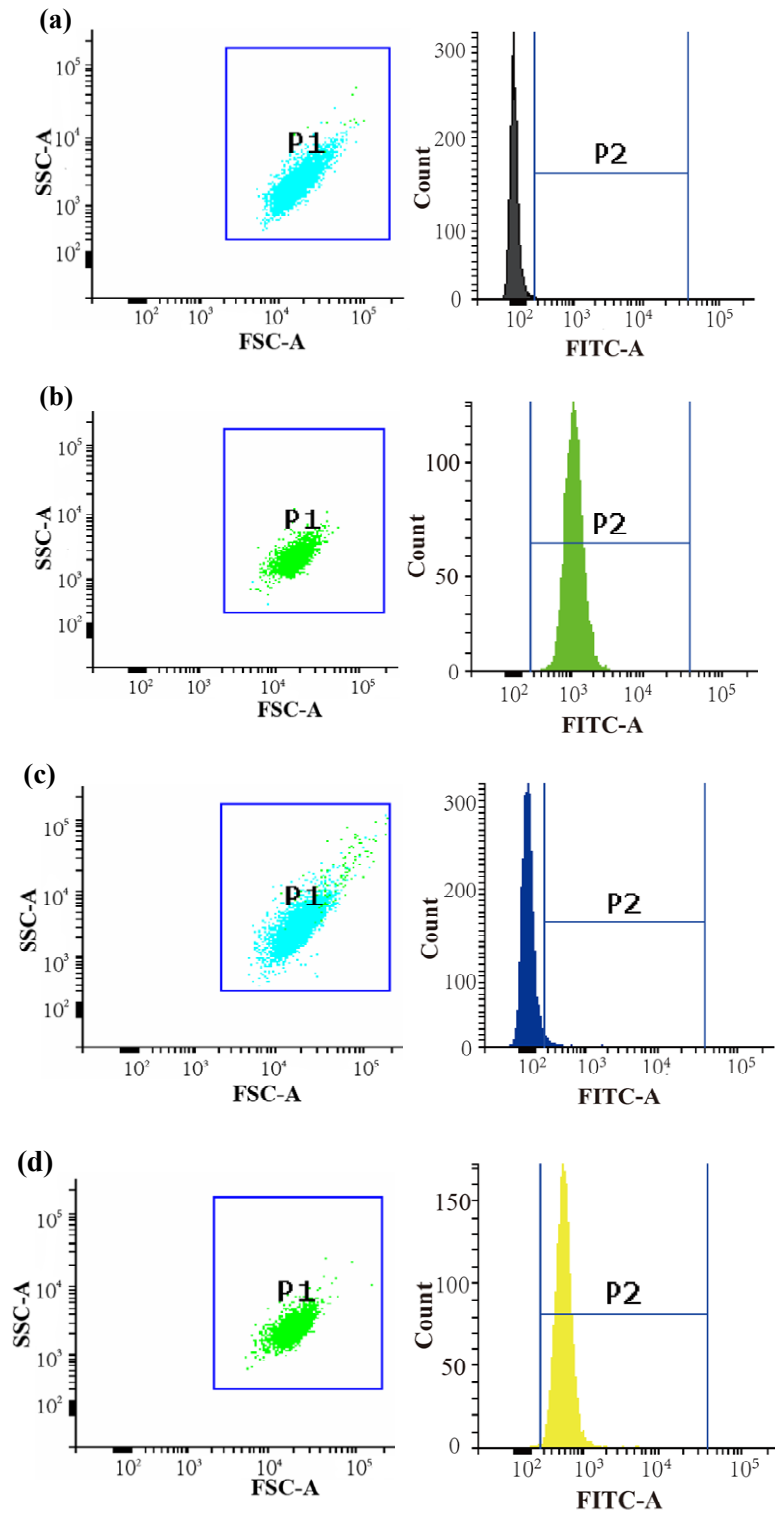 (a)
SSC-A
10⁵
10⁴
10³
10²
P1
10² 10³ 10⁴ 10⁵
FSC-A
Count
300
200
100
0
P2
10² 10³ 10⁴ 10⁵
FITC-A
(b)
SSC-A
10⁵
10⁴
10³
10²
P1
10² 10³ 10⁴ 10⁵
FSC-A
Count
100
50
0
P2
10² 10³ 10⁴ 10⁵
FITC-A
(c)
SSC-A
10⁵
10⁴
10³
10²
P1
10² 10³ 10⁴ 10⁵
FSC-A
Count
300
200
100
0
P2
10² 10³ 10⁴ 10⁵
FITC-A
(d)
SSC-A
10⁵
10⁴
10³
10²
P1
10² 10³ 10⁴ 10⁵
FSC-A
Count
150
100
50
0
P2
10² 10³ 10⁴ 10⁵
FITC-A